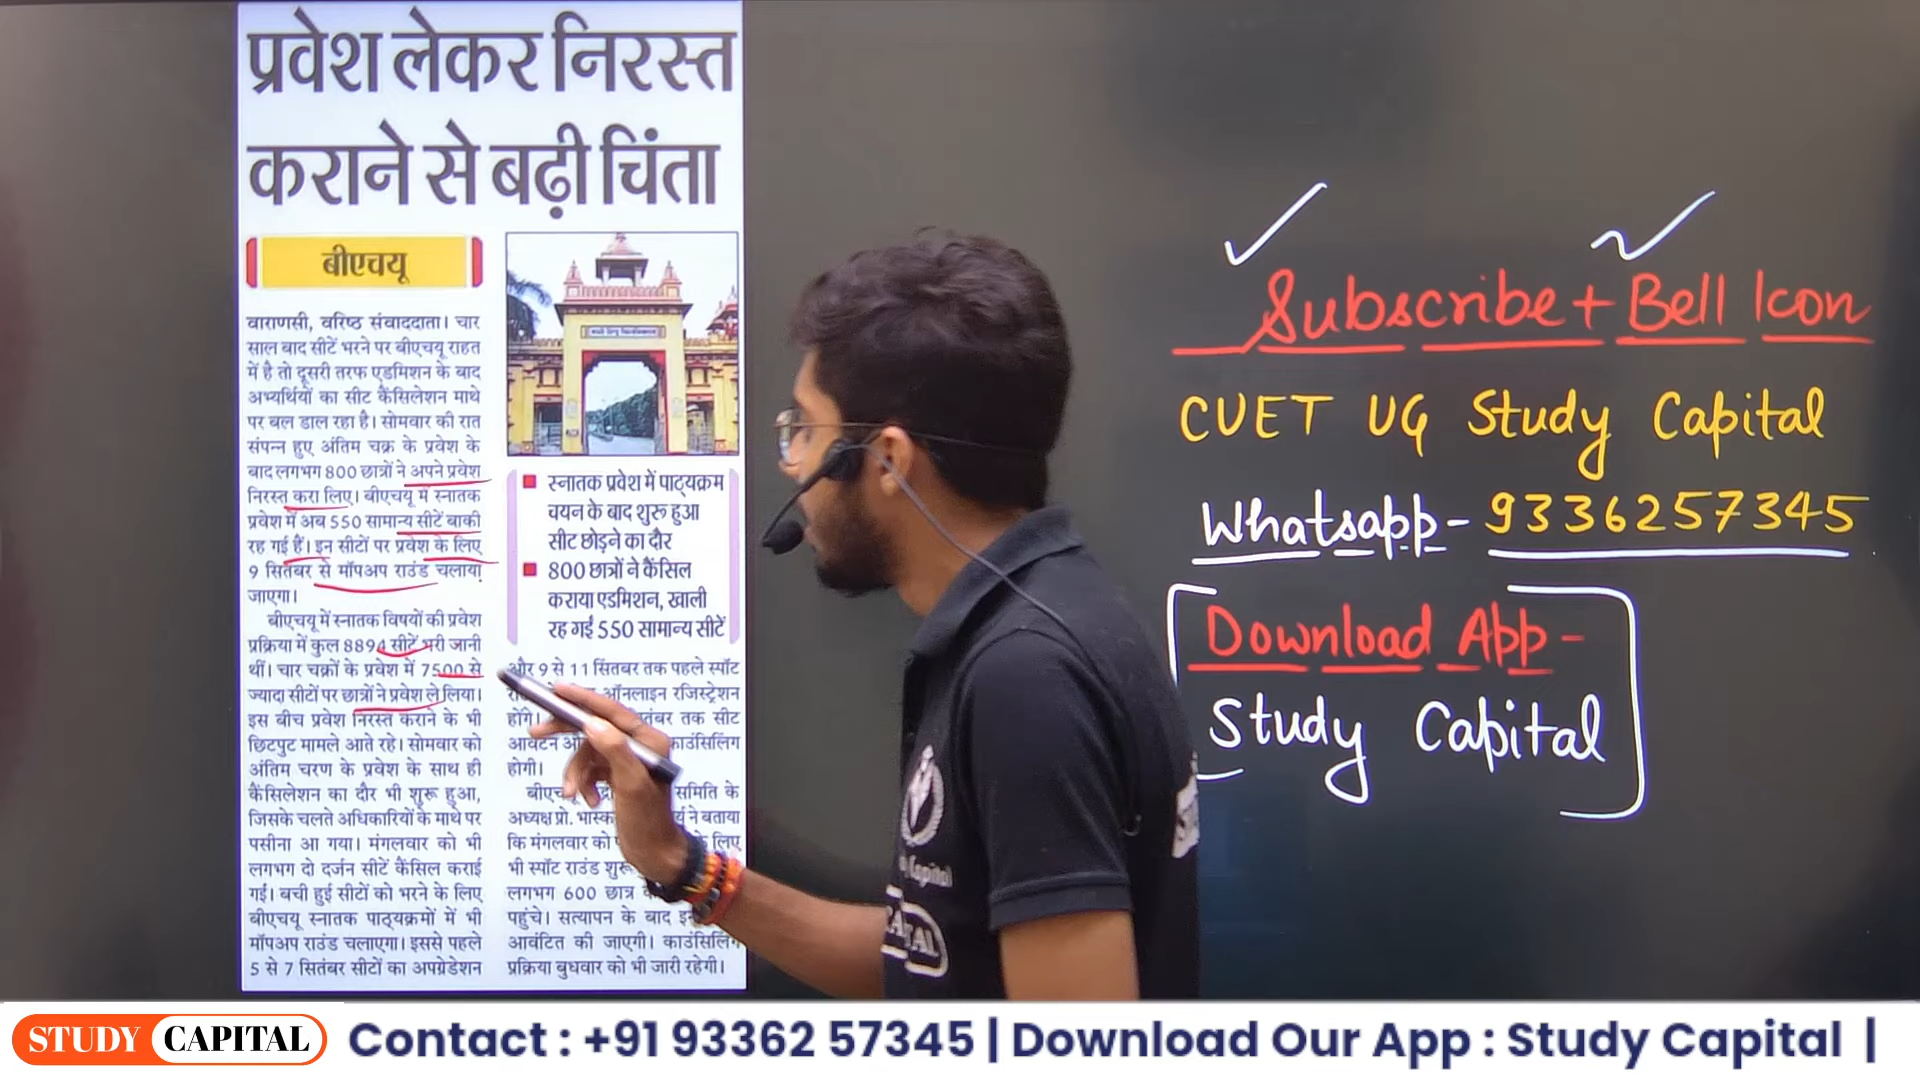 प्रवेश लेकर निरस्त
कराने से बढ़ी चिंता
बीएचयू
वाराणसी, वरिष्ठ संवाददाता। चार
साल बाद सीटें भरने पर बीएचयू राहत
में है तो दूसरी तरफ एडमिशन के बाद
अभ्यर्थियों का सीट कैंसिलेशन माथे
पर बल डाल रहा है। सोमवार की रात
संपन्न हुए अंतिम चक्र के प्रवेश के
बाद लगभग 800 छात्रों ने अपने प्रवेश
निरस्त करा लिए। बीएचयू में स्नातक
प्रवेश में अब 550 सामान्य सीटें बाकी
रह गई हैं। इन सीटों पर प्रवेश के लिए
9 सितंबर से मॉपअप राउंड चलाया
जाएगा।
बीएचयू में स्नातक विषयों की प्रवेश
प्रक्रिया में कुल 8894 सीटें भरी जानी
थीं। चार चक्रों के प्रवेश में 7500 से
ज्यादा सीटों पर छात्रों ने प्रवेश ले लिया।
इस बीच प्रवेश निरस्त कराने के भी
छिटपुट मामले आते रहे। सोमवार को
अंतिम चरण के प्रवेश के साथ ही
कैंसिलेशन का दौर भी शुरू हुआ,
जिसके चलते अधिकारियों के माथे पर
पसीना आ गया। मंगलवार को भी
लगभग दो दर्जन सीटें कैंसिल कराई
गईं। बची हुई सीटों को भरने के लिए
बीएचयू स्नातक पाठ्यक्रमों में भी
मॉपअप राउंड चलाएगा। इससे पहले
5 से 7 सितंबर सीटों का अपग्रेडेशन
स्नातक प्रवेश में पाठ्यक्रम
चयन के बाद शुरू हुआ
सीट छोड़ने का दौर
800 छात्रों ने कैंसिल
कराया एडमिशन, खाली
रह गईं 550 सामान्य सीटें
और 9 से 11 सितंबर तक पहले स्पॉट
ऑनलाइन रजिस्ट्रेशन
होंगे। तक सीट
आवंटन काउंसिलिंग
होगी।
समिति के
अध्यक्ष प्रो. ने बताया
कि मंगलवार को लिए
भी स्पॉट राउंड
लगभग 600 छात्र
पहुंचे। सत्यापन के बाद
आवंटित की जाएगी। काउंसिलिंग
प्रक्रिया बुधवार को भी जारी रहेगी।
Subscribe + Bell Icon
CUET UG Study Capital
Whatsapp - 9336257345
Download App -
Study Capital
STUDY CAPITAL Contact : +91 93362 57345 | Download Our App : Study Capital |